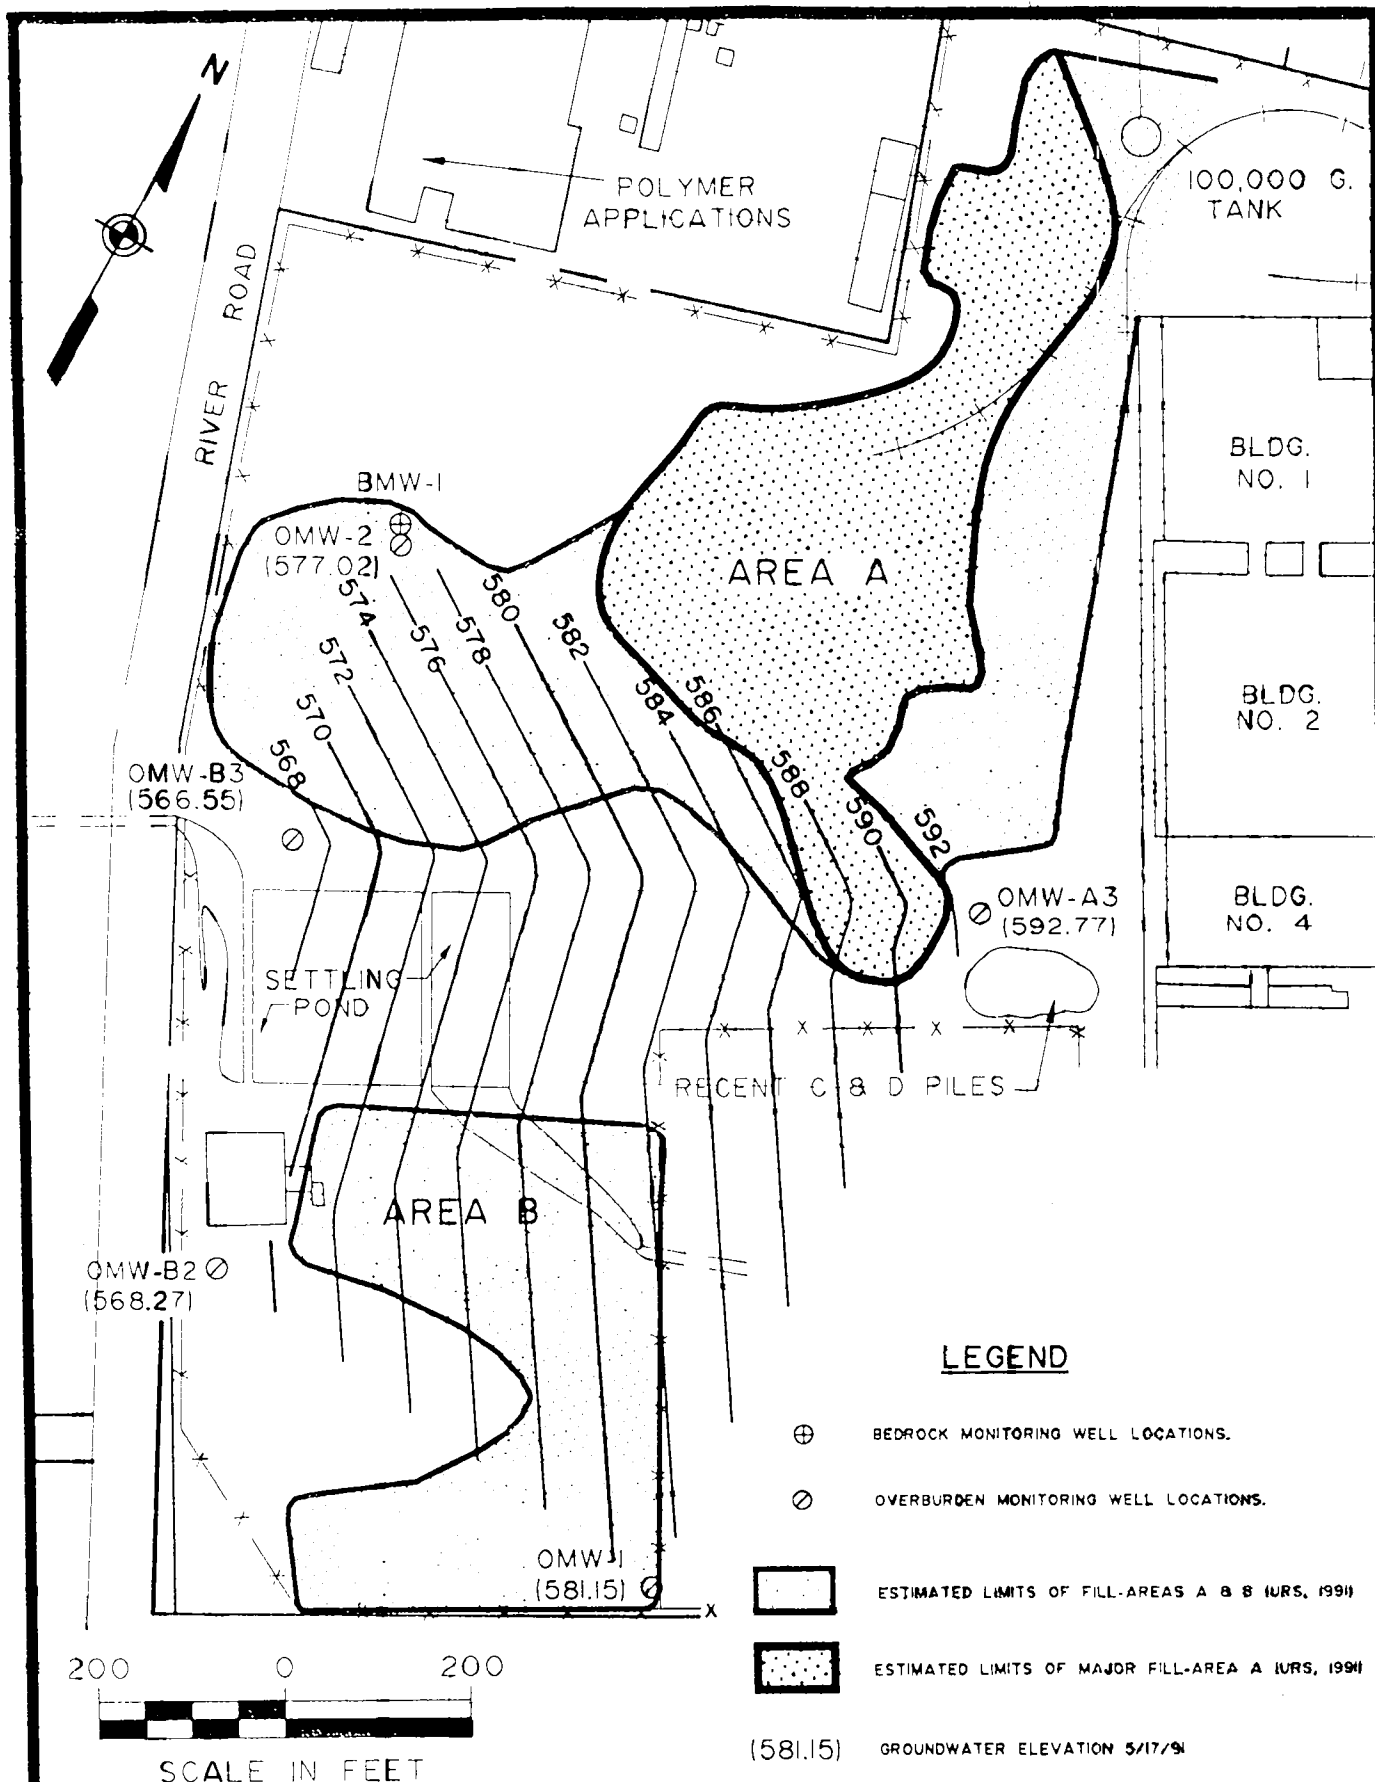 N
RIVER ROAD
POLYMER
APPLICATIONS
100,000 G.
TANK
BLDG.
NO. 1
BMW-1
OMW-2
(577.02)
AREA A
580
574
576
578
582
572
570
568
584
586
588
590
592
BLDG.
NO. 2
OMW-B3
(566.55)
OMW-A3
(592.77)
BLDG.
NO. 4
SETTLING
POND
RECENT C & D PILES
AREA B
OMW-B2
(568.27)
LEGEND
BEDROCK MONITORING WELL LOCATIONS.
OVERBURDEN MONITORING WELL LOCATIONS.
OMW-1
(581.15)
ESTIMATED LIMITS OF FILL-AREAS A & B (URS, 1991)
ESTIMATED LIMITS OF MAJOR FILL-AREA A (URS, 1991)
(581.15) GROUNDWATER ELEVATION 5/17/91
200 0 200
SCALE IN FEET